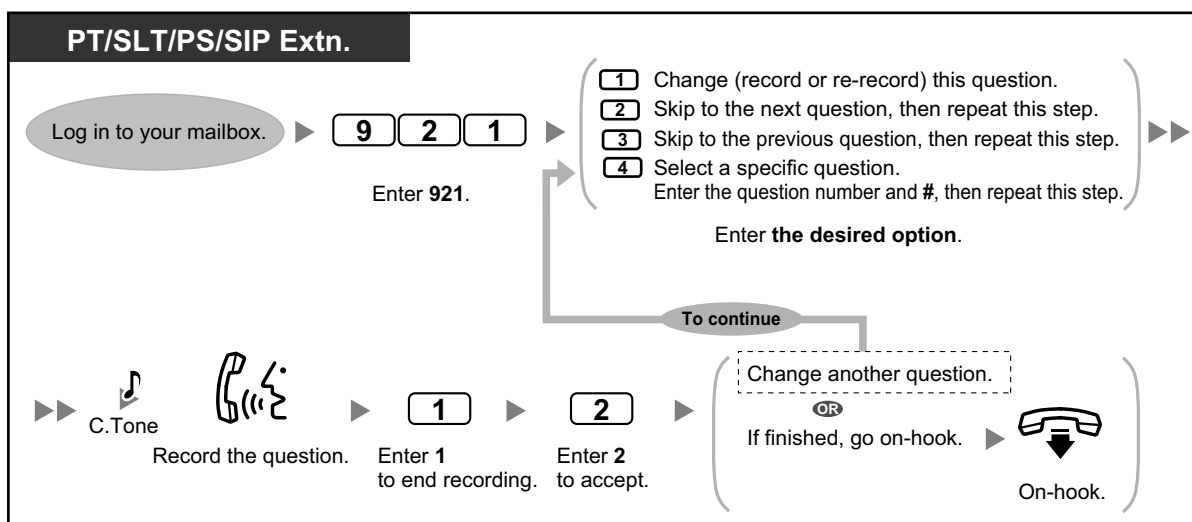 PT/SLT/PS/SIP Extn.
Log in to your mailbox.
9 2 1
Enter 921.
1 Change (record or re-record) this question.
2 Skip to the next question, then repeat this step.
3 Skip to the previous question, then repeat this step.
4 Select a specific question.
Enter the question number and #, then repeat this step.
Enter the desired option.
To continue
C.Tone
Record the question.
1
Enter 1
to end recording.
2
Enter 2
to accept.
Change another question.
OR
If finished, go on-hook.
On-hook.